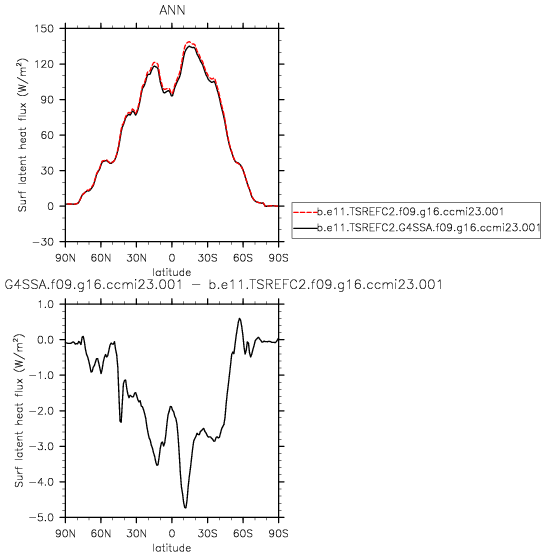 ANN
Surf latent heat flux (W/m²)
150
120
90
60
30
0
−30
90N 60N 30N 0 30S 60S 90S
latitude
b.e11.TSREFC2.f09.g16.ccmi23.001
b.e11.TSREFC2.G4SSA.f09.g16.ccmi23.001
G4SSA.f09.g16.ccmi23.001 − b.e11.TSREFC2.f09.g16.ccmi23.001
Surf latent heat flux (W/m²)
1.0
0.0
−1.0
−2.0
−3.0
−4.0
−5.0
90N 60N 30N 0 30S 60S 90S
latitude